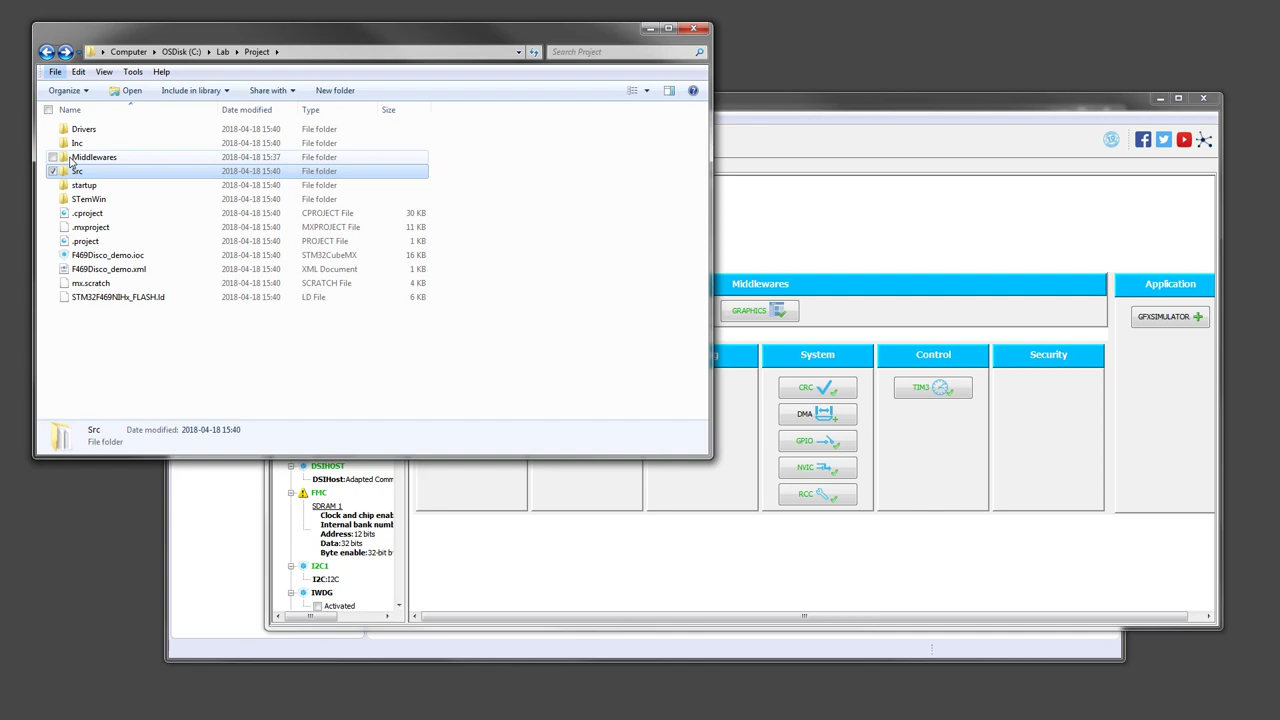 Computer OSDisk (C:) Lab Project
Search Project
File Edit View Tools Help
Organize Open Include in library Share with New folder
Name Date modified Type Size
Drivers 2018-04-18 15:40 File folder
Inc 2018-04-18 15:40 File folder
Middlewares 2018-04-18 15:37 File folder
Src 2018-04-18 15:40 File folder
startup 2018-04-18 15:40 File folder
STemWin 2018-04-18 15:40 File folder
.cproject 2018-04-18 15:40 CPROJECT File 30 KB
.mxproject 2018-04-18 15:40 MXPROJECT File 11 KB
.project 2018-04-18 15:40 PROJECT File 1 KB
F469Disco_demo.ioc 2018-04-18 15:40 STM32CubeMX 16 KB
F469Disco_demo.xml 2018-04-18 15:40 XML Document 1 KB
mx.scratch 2018-04-18 15:40 SCRATCH File 4 KB
STM32F469NIHx_FLASH.ld 2018-04-18 15:40 LD File 6 KB
Src Date modified: 2018-04-18 15:40
File folder
Middlewares
Application
GRAPHICS
GFXSIMULATOR
System
Control
Security
CRC
TIM3
DMA
GPIO
NVIC
RCC
DSIHOST
DSIHost:Adapted Comm
FMC
SDRAM 1
Clock and chip enab
Internal bank numb
Address:12 bits
Data:32 bits
Byte enable:32-bit b
I2C1
I2C:I2C
IWDG
Activated